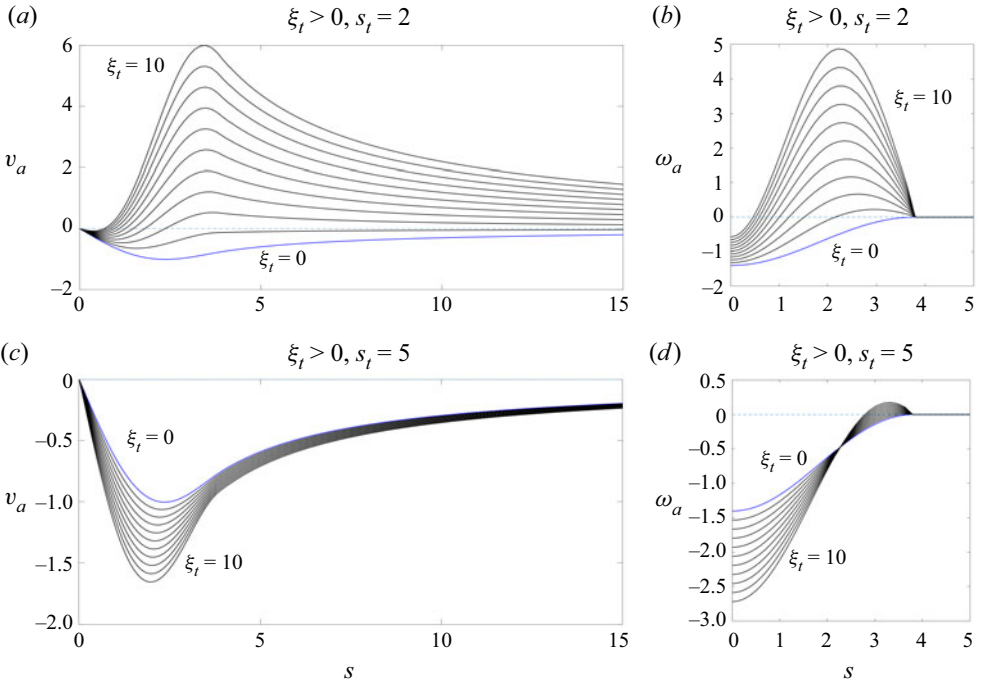 (a) ξt > 0, st = 2
6
4
2
0
–2
0 5 10 15
υa
ξt = 10
ξt = 0
(b) ξt > 0, st = 2
5
4
3
2
1
0
–1
–2
0 1 2 3 4 5
ωa
ξt = 10
ξt = 0
(c) ξt > 0, st = 5
0
–0.5
–1.0
–1.5
–2.0
0 5 10 15
υa
ξt = 0
ξt = 10
s
(d) ξt > 0, st = 5
0.5
0
–0.5
–1.0
–1.5
–2.0
–2.5
–3.0
0 1 2 3 4 5
ωa
ξt = 0
ξt = 10
s